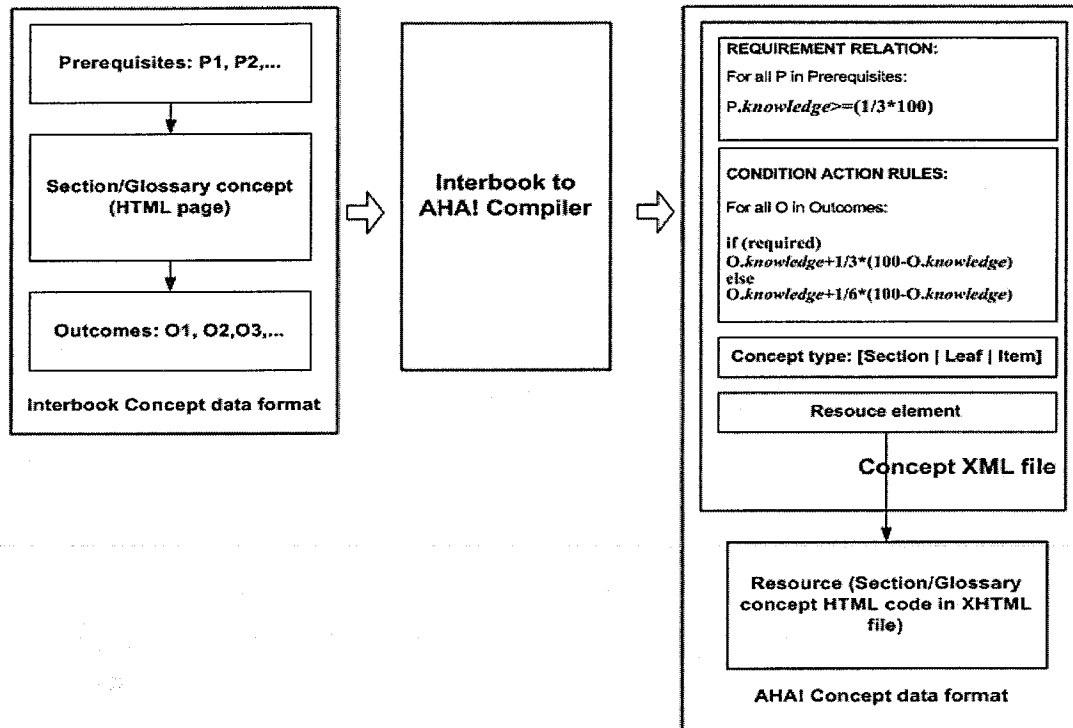 Prerequisites: P1, P2,...
Section/Glossary concept
(HTML page)
Outcomes: O1, O2,O3,...
Interbook Concept data format
Interbook to
AHA! Compiler
REQUIREMENT RELATION:
For all P in Prerequisites:
P.knowledge>=(1/3*100)
CONDITION ACTION RULES:
For all O in Outcomes:
if (required)
O.knowledge+1/3*(100-O.knowledge)
else
O.knowledge+1/6*(100-O.knowledge)
Concept type: [Section | Leaf | Item]
Resouce element
Concept XML file
Resource (Section/Glossary
concept HTML code in XHTML
file)
AHA! Concept data format